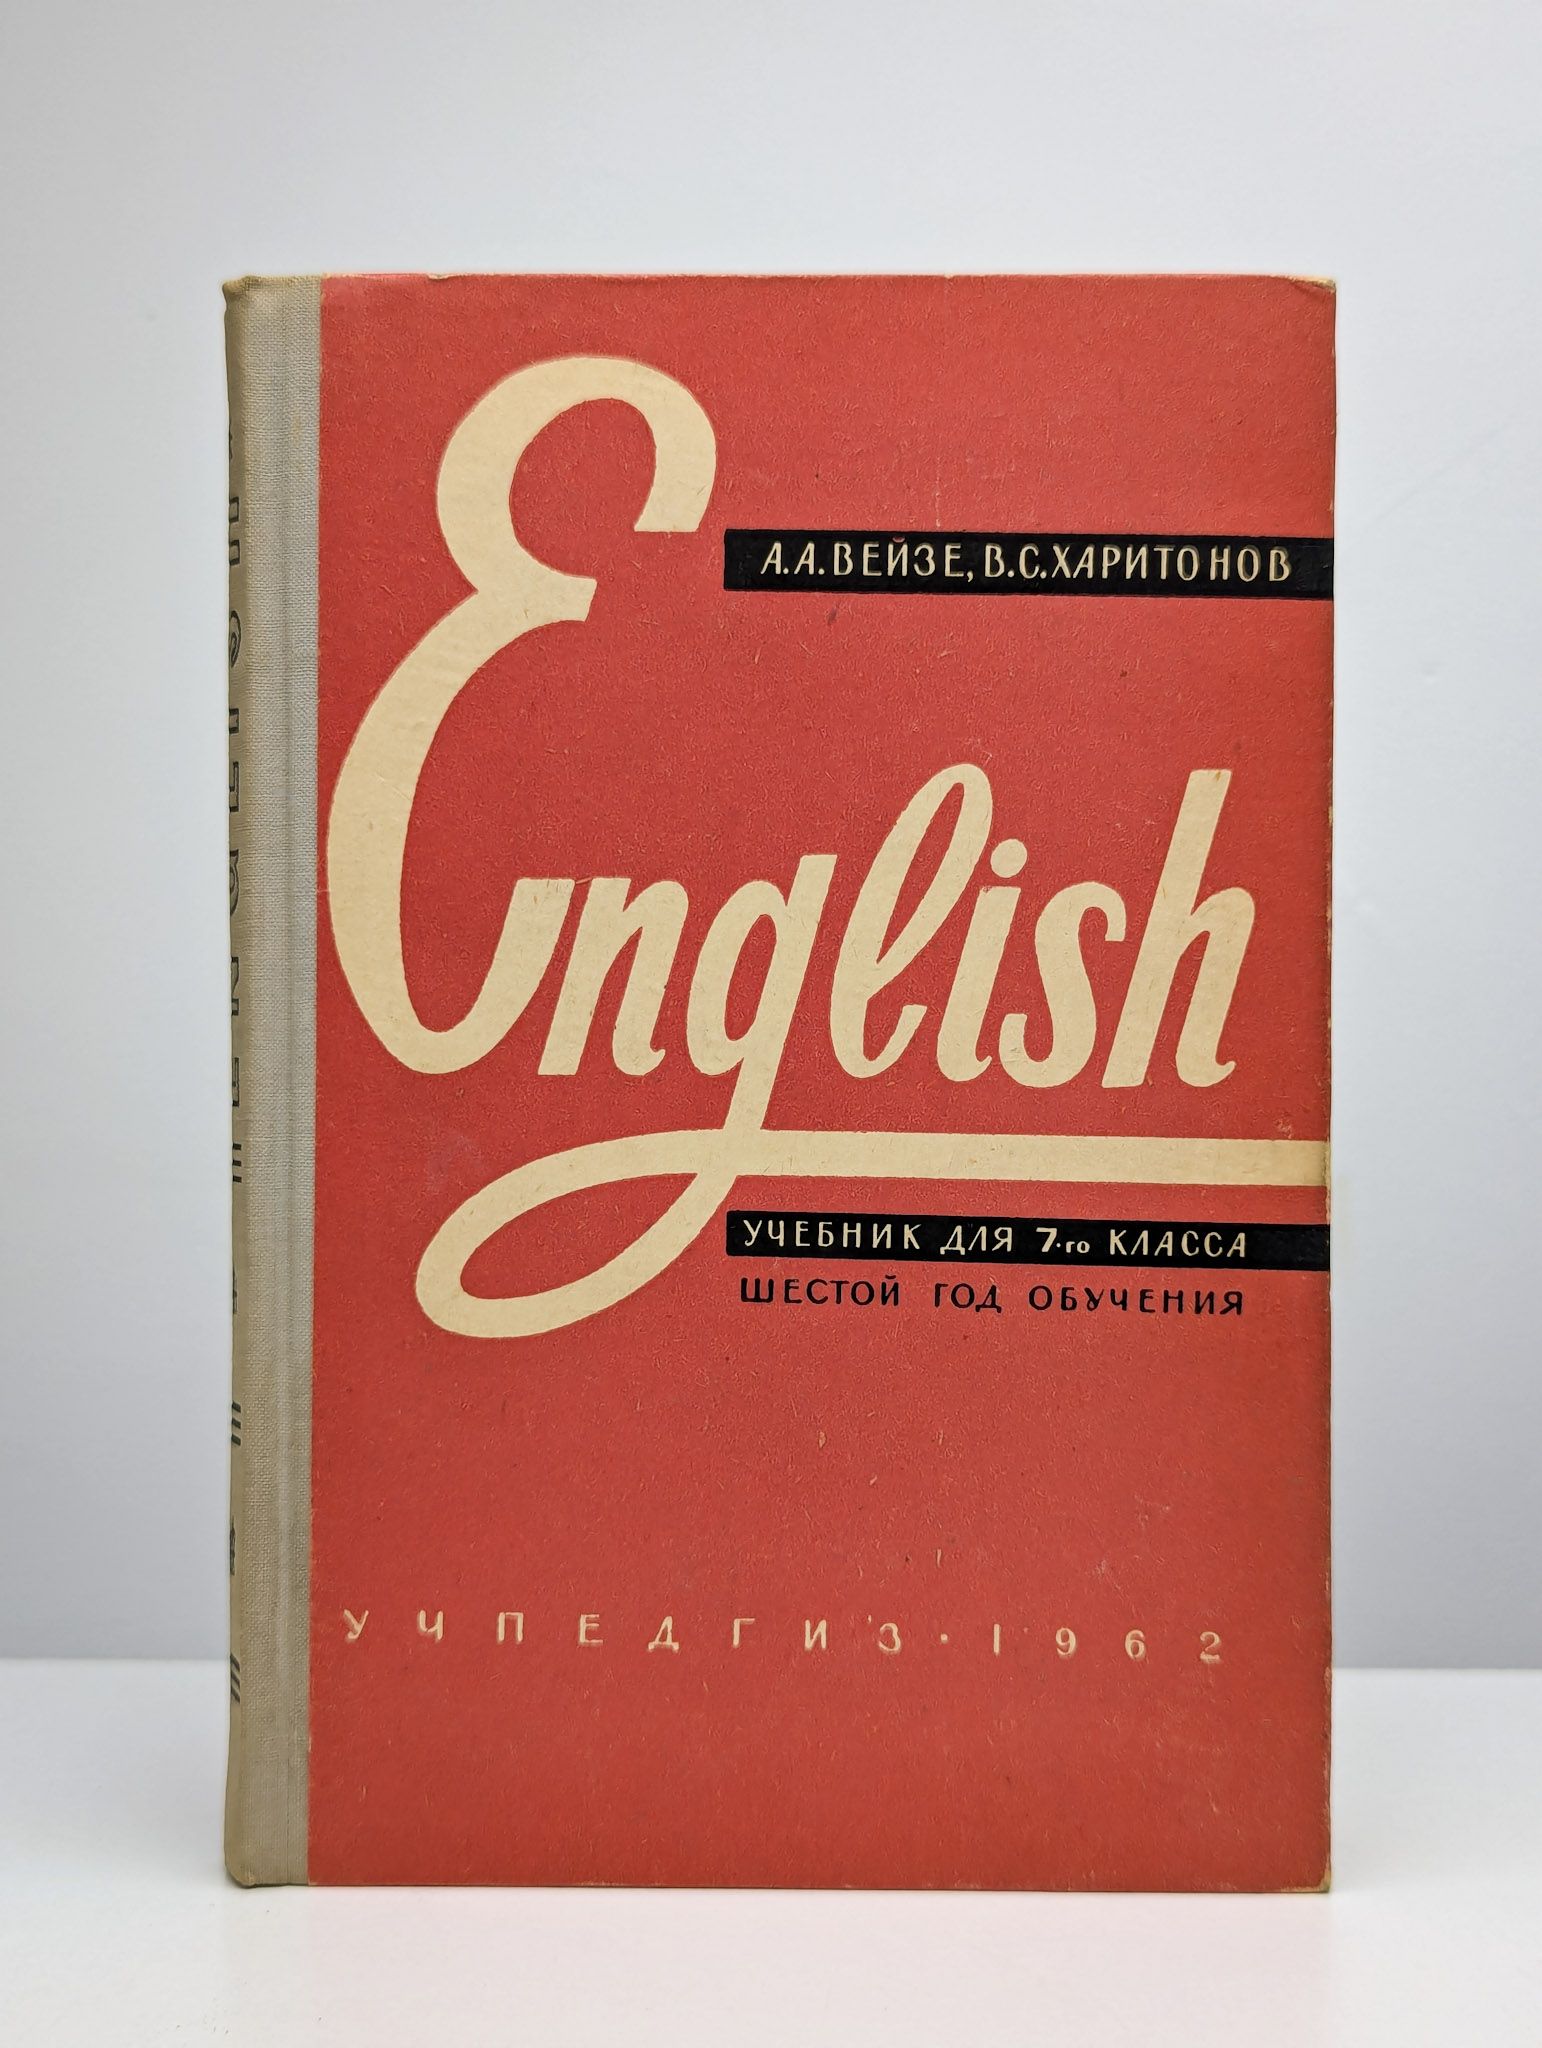 А.А.ВЕЙЗЕ, В.С.ХАРИТОНОВ
English
УЧЕБНИК ДЛЯ 7-го КЛАССА
ШЕСТОЙ ГОД ОБУЧЕНИЯ
УЧПЕДГИЗ·1962